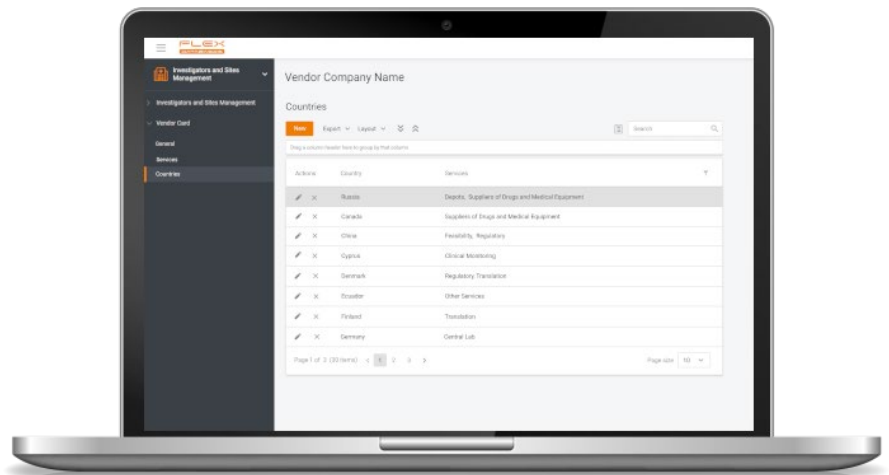 FLEX
Investigators and Sites Management
Investigators and Sites Management
Vendor Card
General
Services
Countries
Vendor Company Name
Countries
New Export Layout Search
Drag a column header here to group by that column
Actions Country Services
Russia Depots, Suppliers of Drugs and Medical Equipment
Canada Suppliers of Drugs and Medical Equipment
China Feasibility, Regulatory
Cyprus Clinical Monitoring
Denmark Regulatory Translation
Ecuador Other Services
Finland Translation
Germany Central Lab
Page 1 of 3 (30 items) 1 2 3 Page size 10